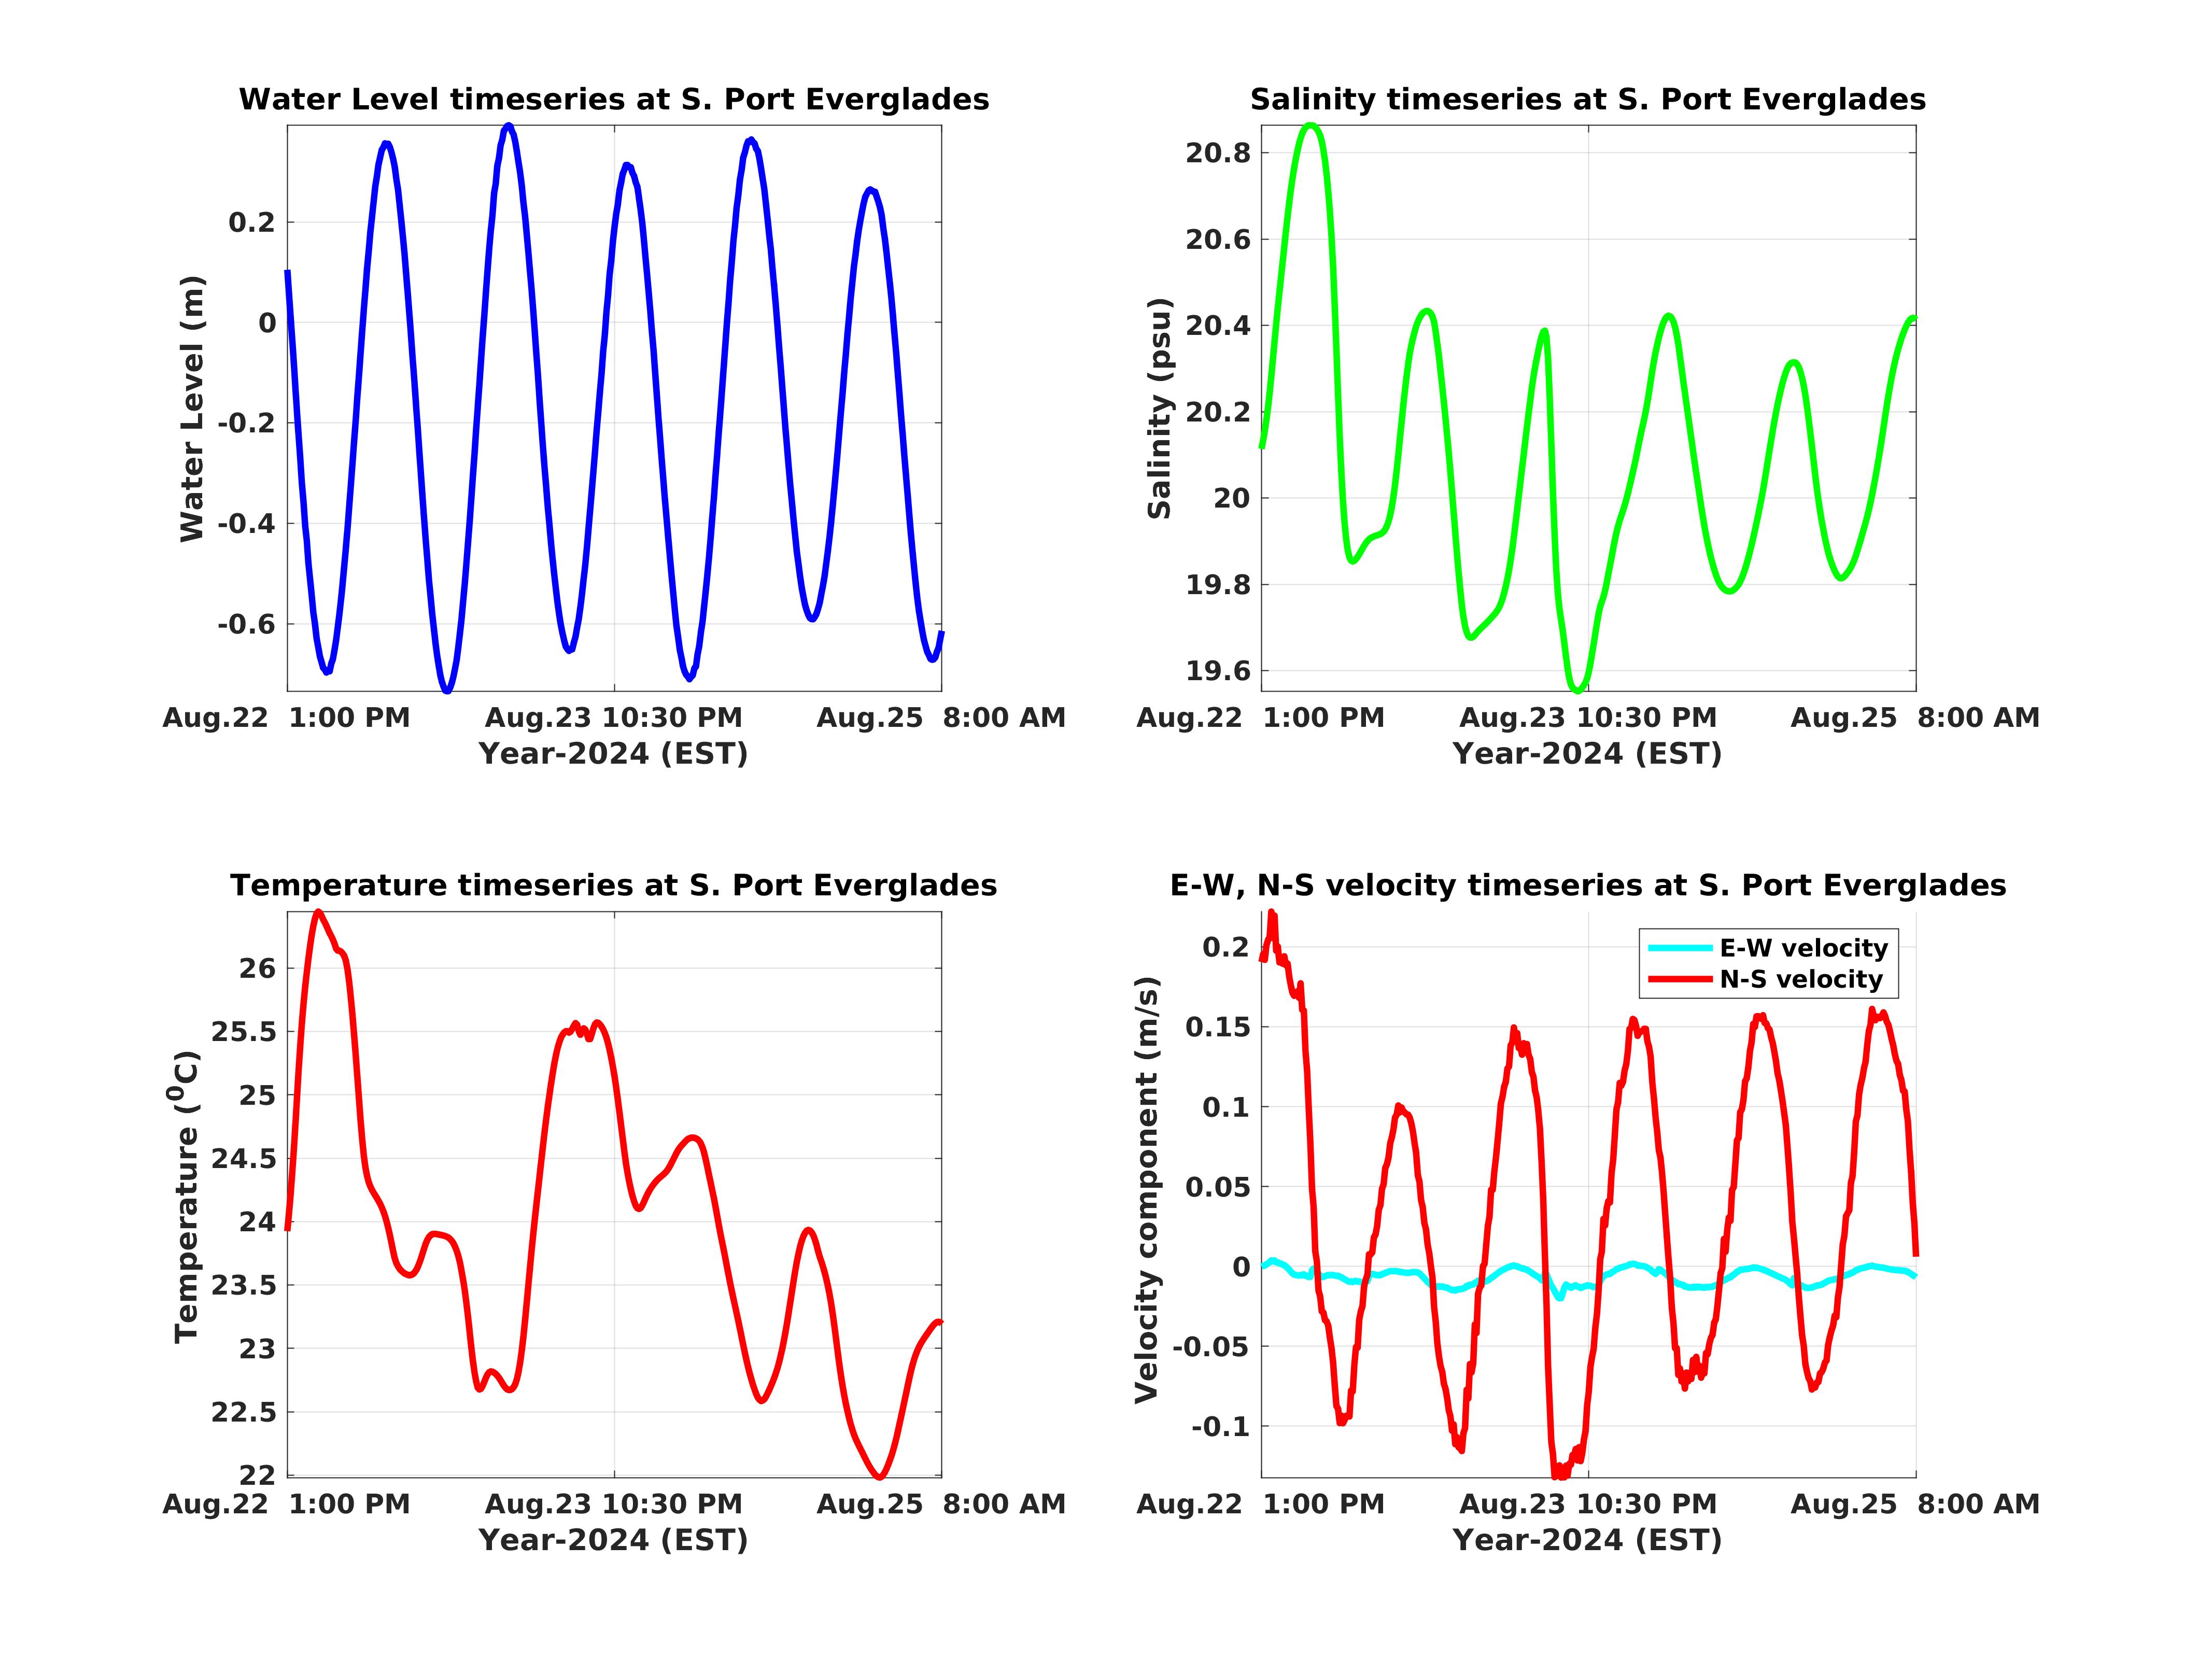 Water Level timeseries at S. Port Everglades
Water Level (m)
0.2
0
-0.2
-0.4
-0.6
Aug.22 1:00 PM Aug.23 10:30 PM Aug.25 8:00 AM
Year-2024 (EST)
Salinity timeseries at S. Port Everglades
Salinity (psu)
20.8
20.6
20.4
20.2
20
19.8
19.6
Aug.22 1:00 PM Aug.23 10:30 PM Aug.25 8:00 AM
Year-2024 (EST)
Temperature timeseries at S. Port Everglades
Temperature (⁰C)
26
25.5
25
24.5
24
23.5
23
22.5
22
Aug.22 1:00 PM Aug.23 10:30 PM Aug.25 8:00 AM
Year-2024 (EST)
E-W, N-S velocity timeseries at S. Port Everglades
Velocity component (m/s)
0.2
0.15
0.1
0.05
0
-0.05
-0.1
E-W velocity
N-S velocity
Aug.22 1:00 PM Aug.23 10:30 PM Aug.25 8:00 AM
Year-2024 (EST)